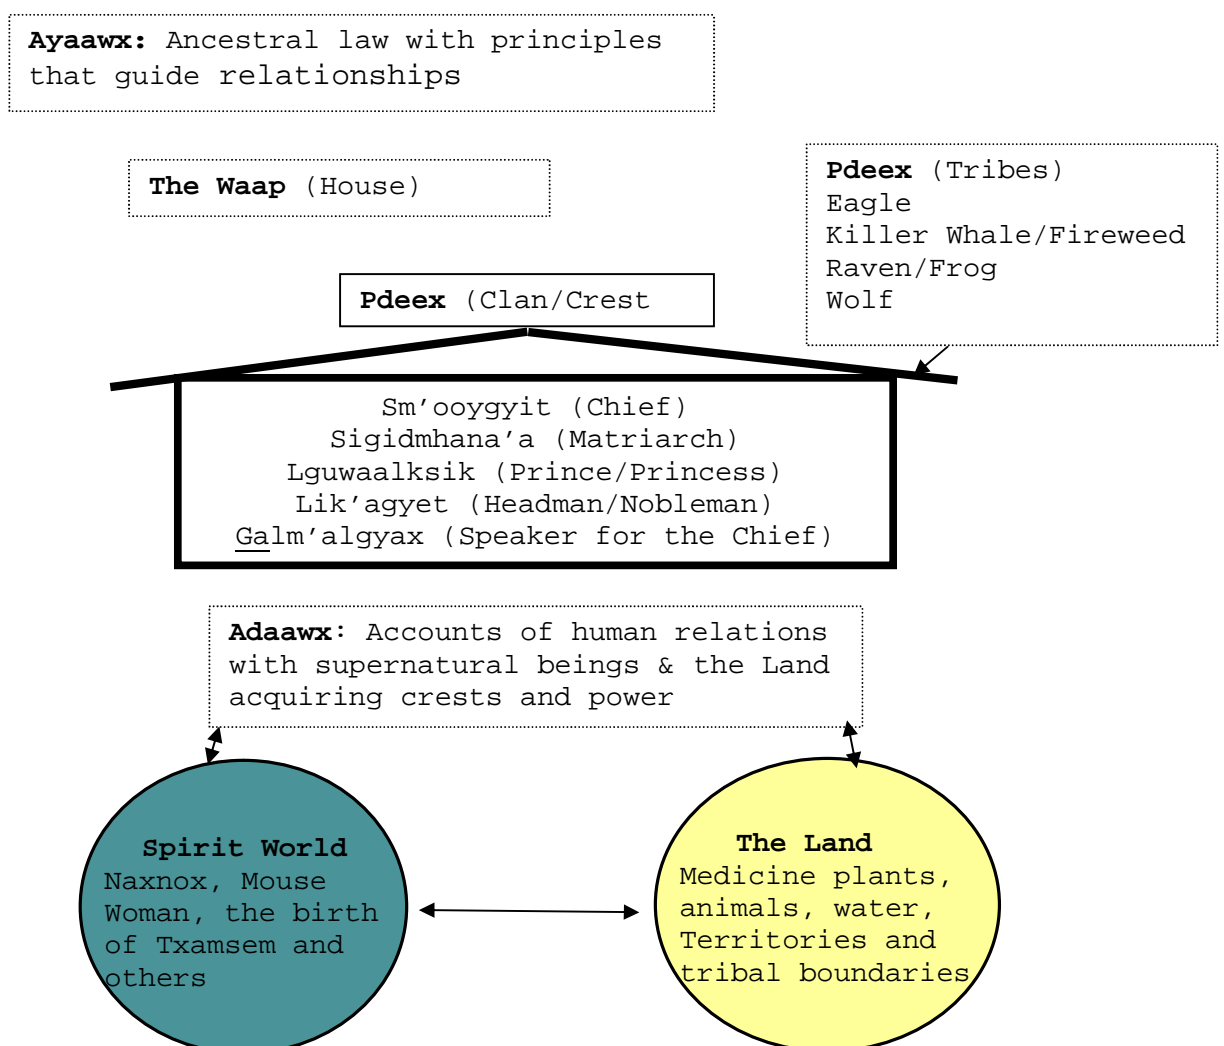 Ayaawx: Ancestral law with principles
that guide relationships
The Waap (House)
Pdeex (Tribes)
Eagle
Killer Whale/Fireweed
Raven/Frog
Wolf
Pdeex (Clan/Crest
Sm’ooygyit (Chief)
Sigidmhana’a (Matriarch)
Lguwaalksik (Prince/Princess)
Lik’agyet (Headman/Nobleman)
Galm’algyax (Speaker for the Chief)
Adaawx: Accounts of human relations
with supernatural beings & the Land
acquiring crests and power
Spirit World
Naxnox, Mouse
Woman, the birth
of Txamsem and
others
The Land
Medicine plants,
animals, water,
Territories and
tribal boundaries